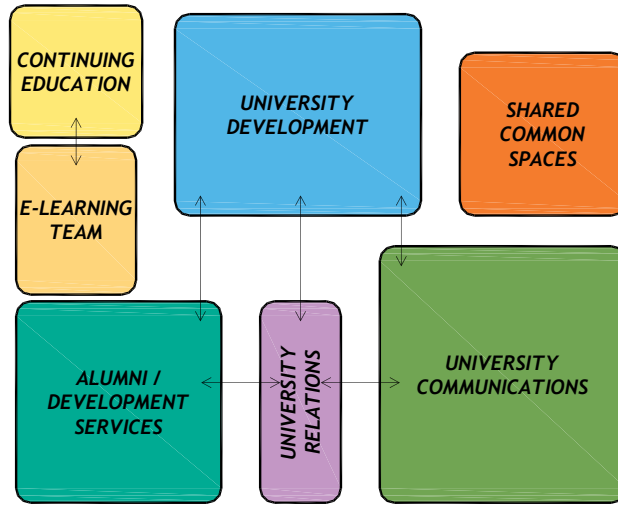 CONTINUING
EDUCATION
UNIVERSITY
DEVELOPMENT
SHARED
COMMON
SPACES
E-LEARNING
TEAM
ALUMNI /
DEVELOPMENT
SERVICES
UNIVERSITY
RELATIONS
UNIVERSITY
COMMUNICATIONS